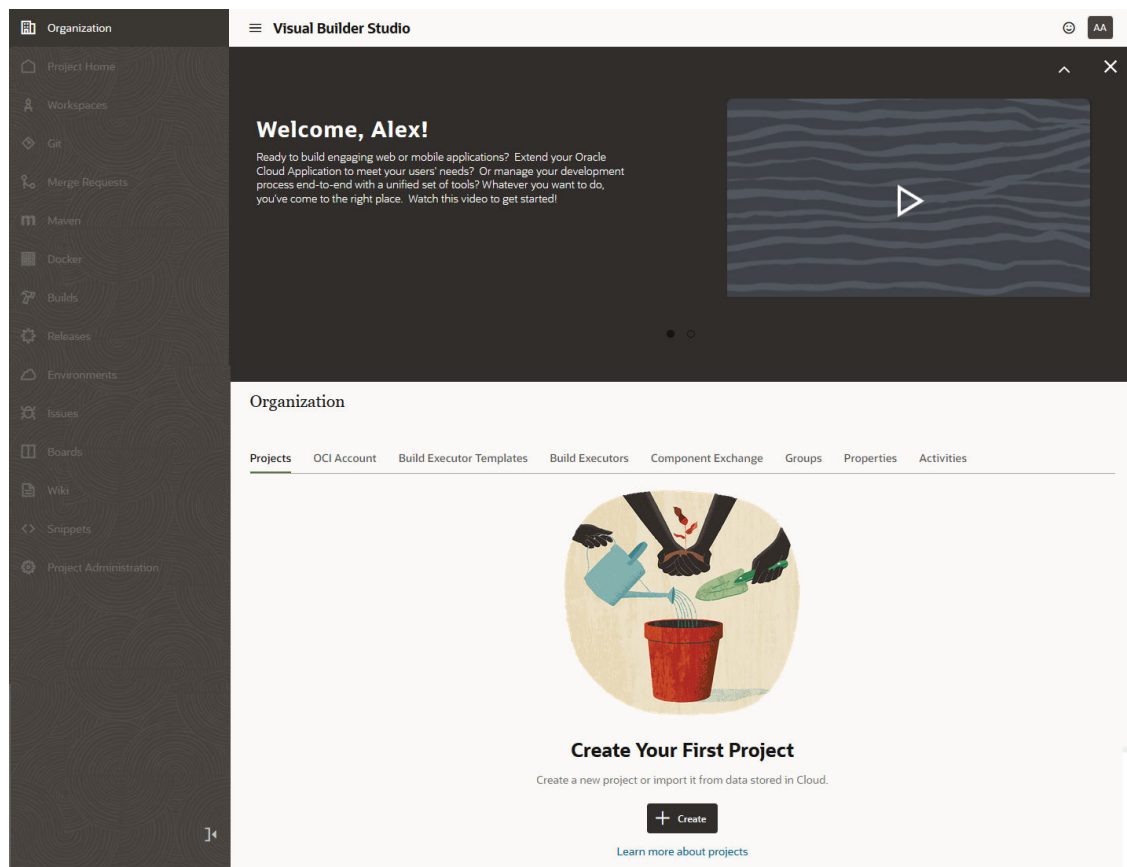 Organization
Project Home
Workspaces
Git
Merge Requests
Maven
Docker
Builds
Releases
Environments
Issues
Boards
Wiki
Snippets
Project Administration
Visual Builder Studio
AA
Welcome, Alex!
Ready to build engaging web or mobile applications? Extend your Oracle
Cloud Application to meet your users' needs? Or manage your development
process end-to-end with a unified set of tools? Whatever you want to do,
you've come to the right place. Watch this video to get started!
Organization
Projects OCI Account Build Executor Templates Build Executors Component Exchange Groups Properties Activities
Create Your First Project
Create a new project or import it from data stored in Cloud.
Create
Learn more about projects